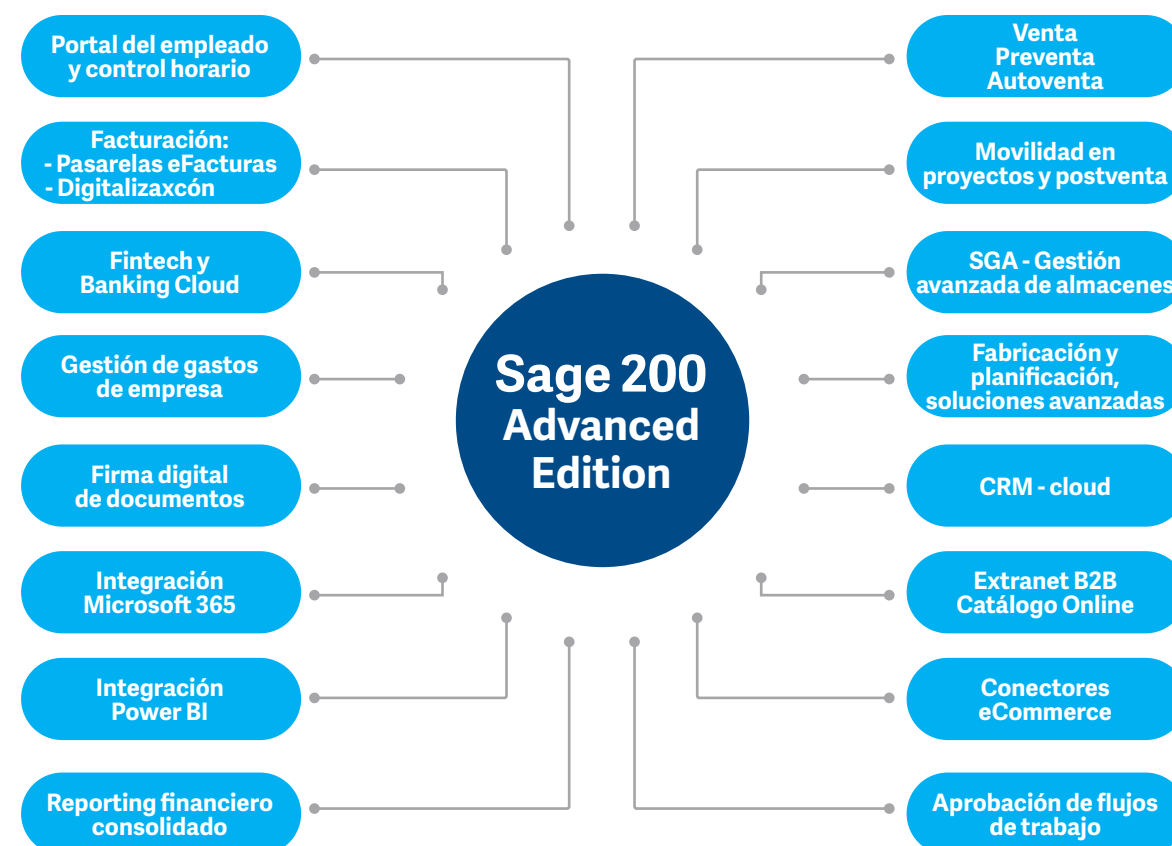 Portal del empleado
y control horario
Facturación:
- Pasarelas eFacturas
- Digitalizaxcón
Fintech y
Banking Cloud
Gestión de gastos
de empresa
Firma digital
de documentos
Integración
Microsoft 365
Integración
Power BI
Reporting financiero
consolidado
Sage 200
Advanced
Edition
Venta
Preventa
Autoventa
Movilidad en
proyectos y postventa
SGA - Gestión
avanzada de almacenes
Fabricación y
planificación,
soluciones avanzadas
CRM - cloud
Extranet B2B
Catálogo Online
Conectores
eCommerce
Aprobación de flujos
de trabajo